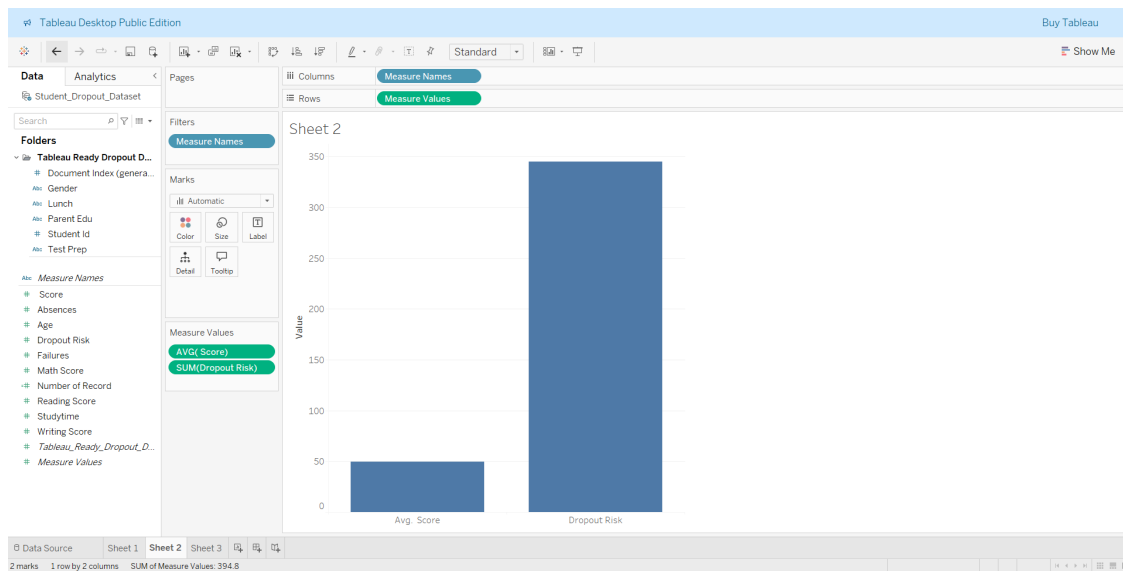 Tableau Desktop Public Edition
Buy Tableau
Standard
Show Me
Data
Analytics
Student_Dropout_Dataset
Search
Folders
Tableau Ready Dropout D...
# Document Index (genera...
Abc Gender
Abc Lunch
Abc Parent Edu
# Student Id
Abc Test Prep
Abc Measure Names
# Score
# Absences
# Age
# Dropout Risk
# Failures
# Math Score
# Number of Record
# Reading Score
# Studytime
# Writing Score
# Tableau_Ready_Dropout_D...
# Measure Values
Pages
Filters
Measure Names
Marks
Automatic
Color
Size
Label
Detail
Tooltip
Measure Values
AVG( Score)
SUM(Dropout Risk)
Columns
Measure Names
Rows
Measure Values
Sheet 2
Value
350
300
250
200
150
100
50
0
Avg. Score
Dropout Risk
Data Source
Sheet 1
Sheet 2
Sheet 3
2 marks
1 row by 2 columns
SUM of Measure Values: 394.8